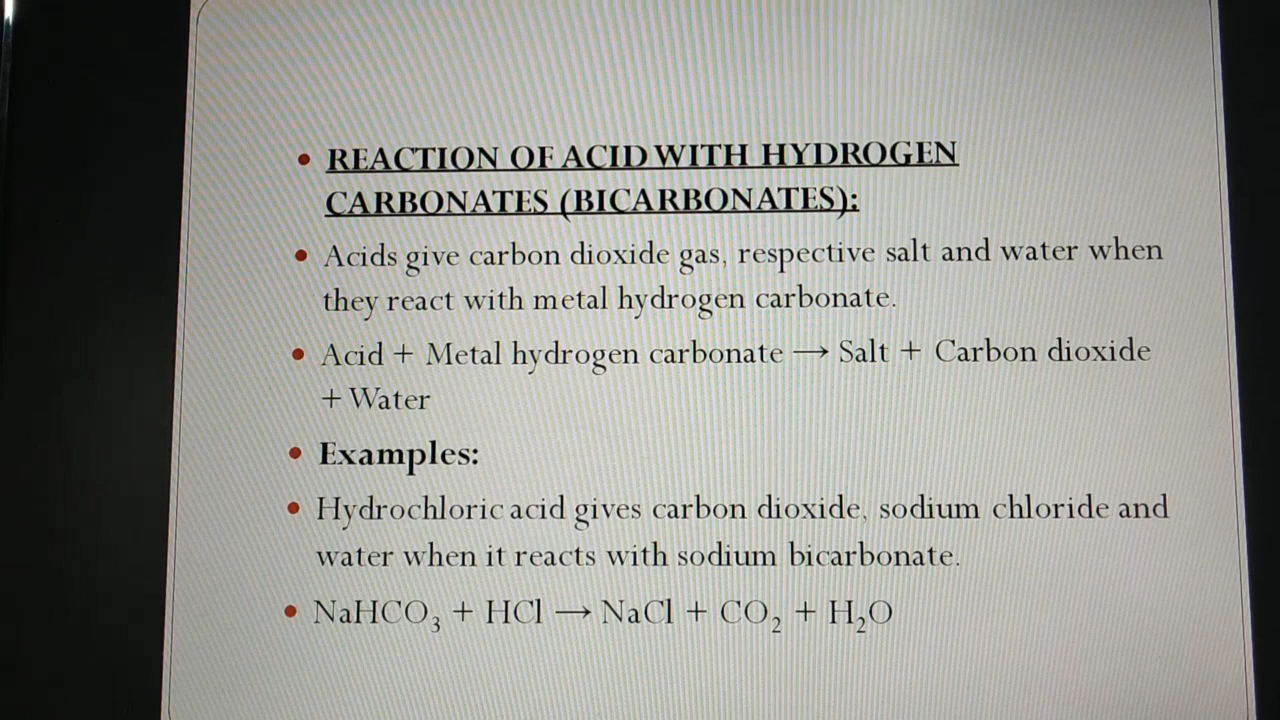 • REACTION OF ACID WITH HYDROGEN
CARBONATES (BICARBONATES):
• Acids give carbon dioxide gas, respective salt and water when
they react with metal hydrogen carbonate.
• Acid + Metal hydrogen carbonate → Salt + Carbon dioxide
+ Water
• Examples:
• Hydrochloric acid gives carbon dioxide, sodium chloride and
water when it reacts with sodium bicarbonate.
• NaHCO₃ + HCl → NaCl + CO₂ + H₂O